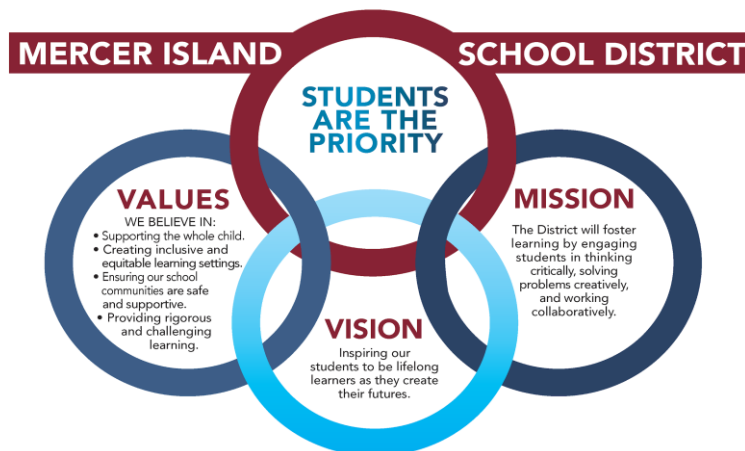 MERCER ISLAND SCHOOL DISTRICT
STUDENTS
ARE THE
PRIORITY
VALUES
WE BELIEVE IN:
• Supporting the whole child.
• Creating inclusive and
equitable learning settings.
• Ensuring our school
communities are safe
and supportive.
• Providing rigorous
and challenging
learning.
MISSION
The District will foster
learning by engaging
students in thinking
critically, solving
problems creatively,
and working
collaboratively.
VISION
Inspiring our
students to be lifelong
learners as they create
their futures.